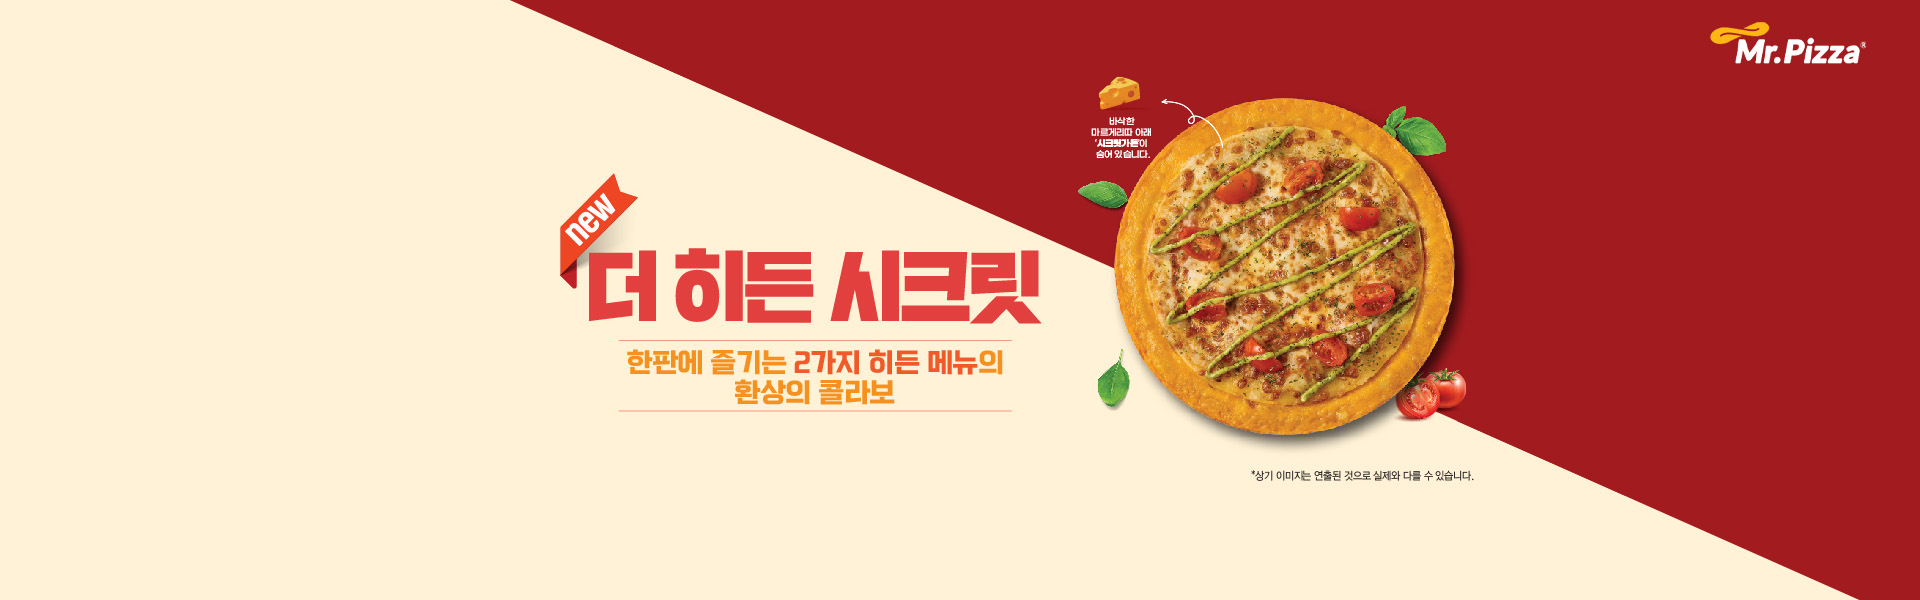 Mr. Pizza®
바삭한
마르게리따 아래
'시크릿가든'이
숨어 있습니다.
new
더 히든 시크릿
한판에 즐기는 2가지 히든 메뉴의
환상의 콜라보
*상기 이미지는 연출된 것으로 실제와 다를 수 있습니다.